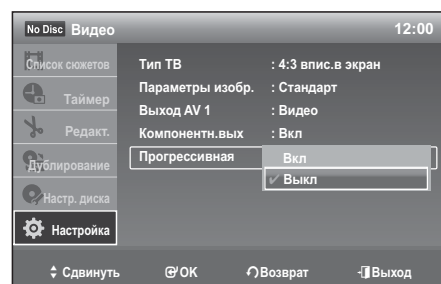 No Disc Видео 12:00
Список сюжетов
Таймер
Редакт.
Дублирование
Настр. диска
Настройка
Тип ТВ : 4:3 впис.в экран
Параметры изобр. : Стандарт
Выход AV 1 : Видео
Компонентн.вых : Вкл
Прогрессивная Вкл
✓ Выкл
Сдвинуть OK Возврат Выход